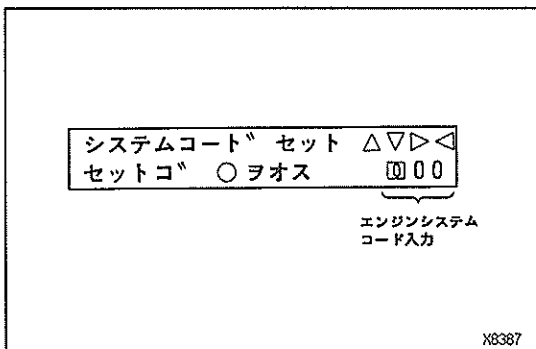 システムコード セット △▽▷◁
セットゴ ○ヲオス 000
エンジンシステム
コード入力
X8387